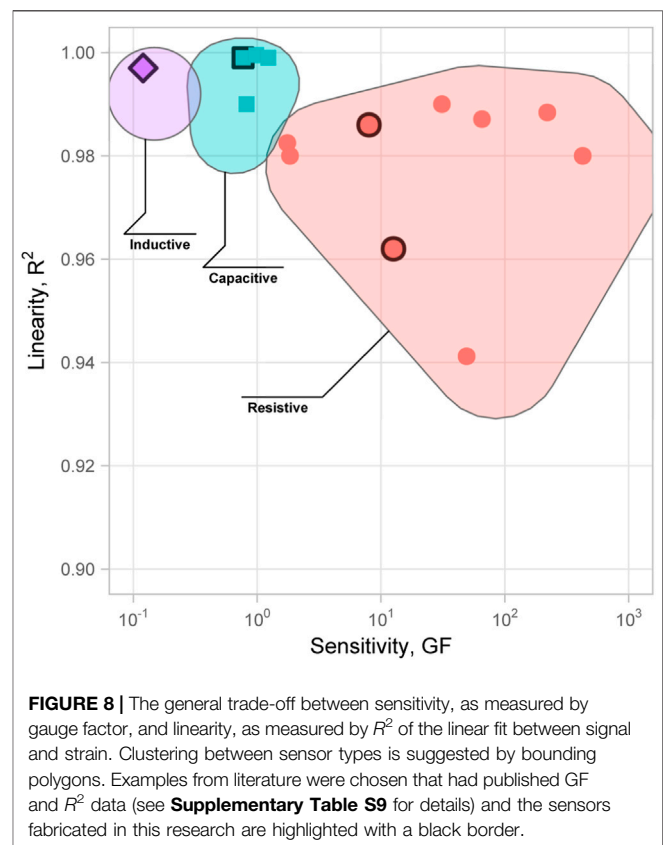 1.00
0.98
0.96
0.94
0.92
0.90
Linearity, R²
Inductive
Capacitive
Resistive
10⁻¹ 10⁰ 10¹ 10² 10³
Sensitivity, GF
FIGURE 8 | The general trade-off between sensitivity, as measured by
gauge factor, and linearity, as measured by R² of the linear fit between signal
and strain. Clustering between sensor types is suggested by bounding
polygons. Examples from literature were chosen that had published GF
and R² data (see Supplementary Table S9 for details) and the sensors
fabricated in this research are highlighted with a black border.